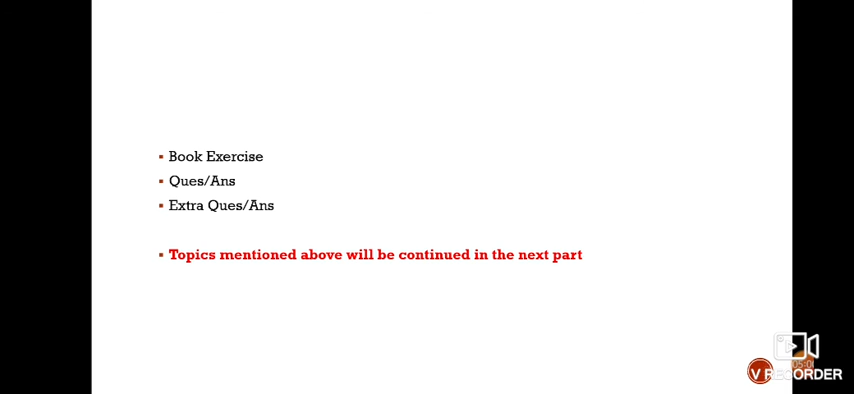 Book Exercise
Ques/Ans
Extra Ques/Ans
Topics mentioned above will be continued in the next part
V RECORDER